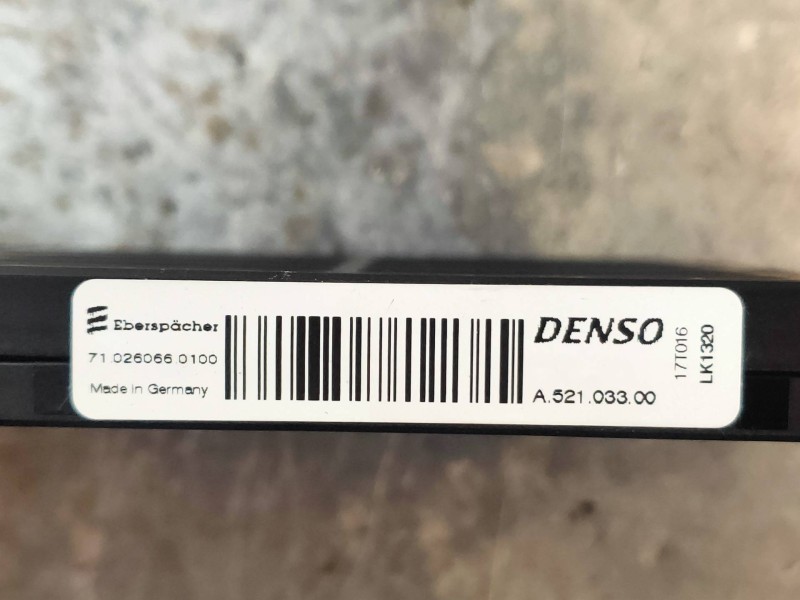 Eberspächer
71.026066.0100
Made in Germany
DENSO
A.521.033.00
17T016
LK1320